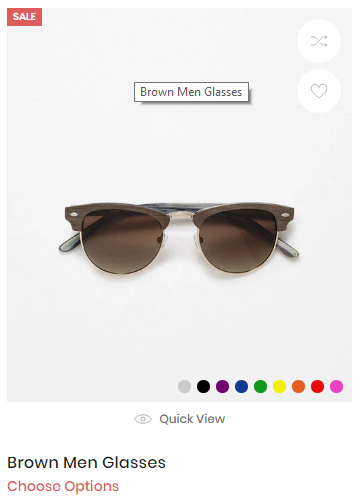 SALE
Brown Men Glasses
Quick View
Brown Men Glasses
Choose Options